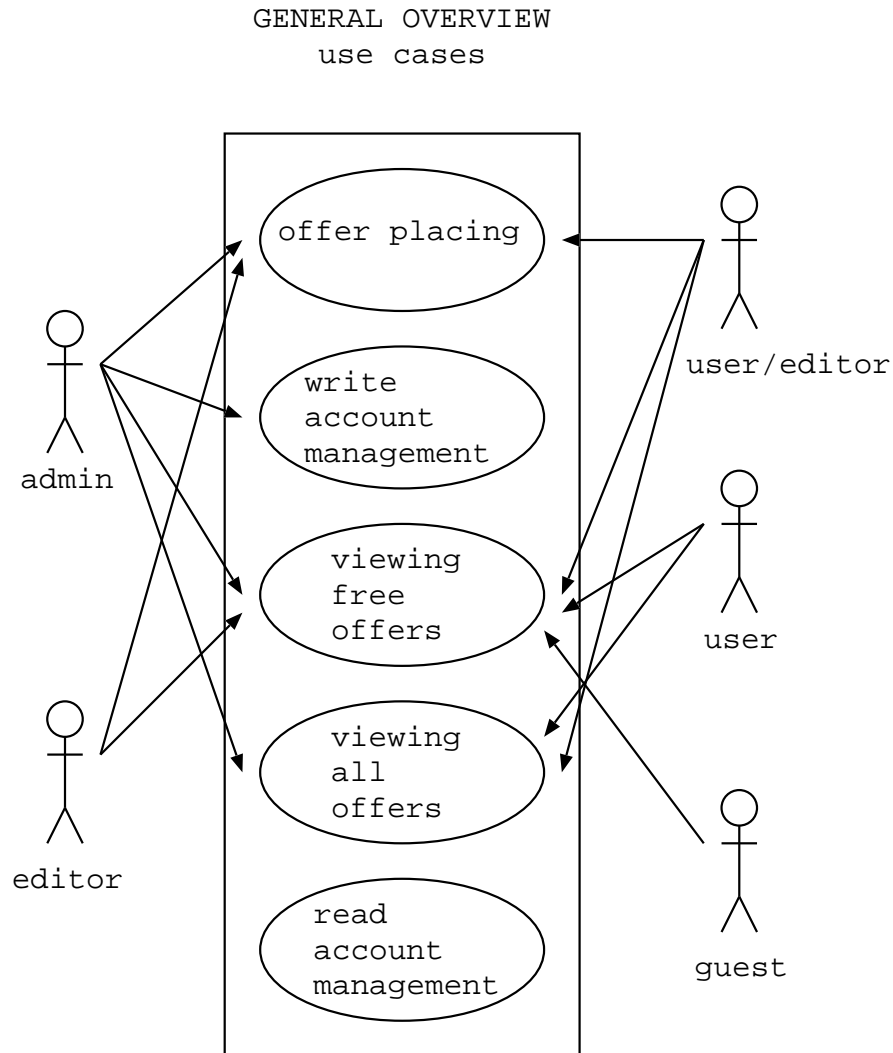 GENERAL OVERVIEW
use cases
offer placing
user/editor
write
account
management
admin
viewing
free
offers
user
viewing
all
offers
editor
read
account
management
guest